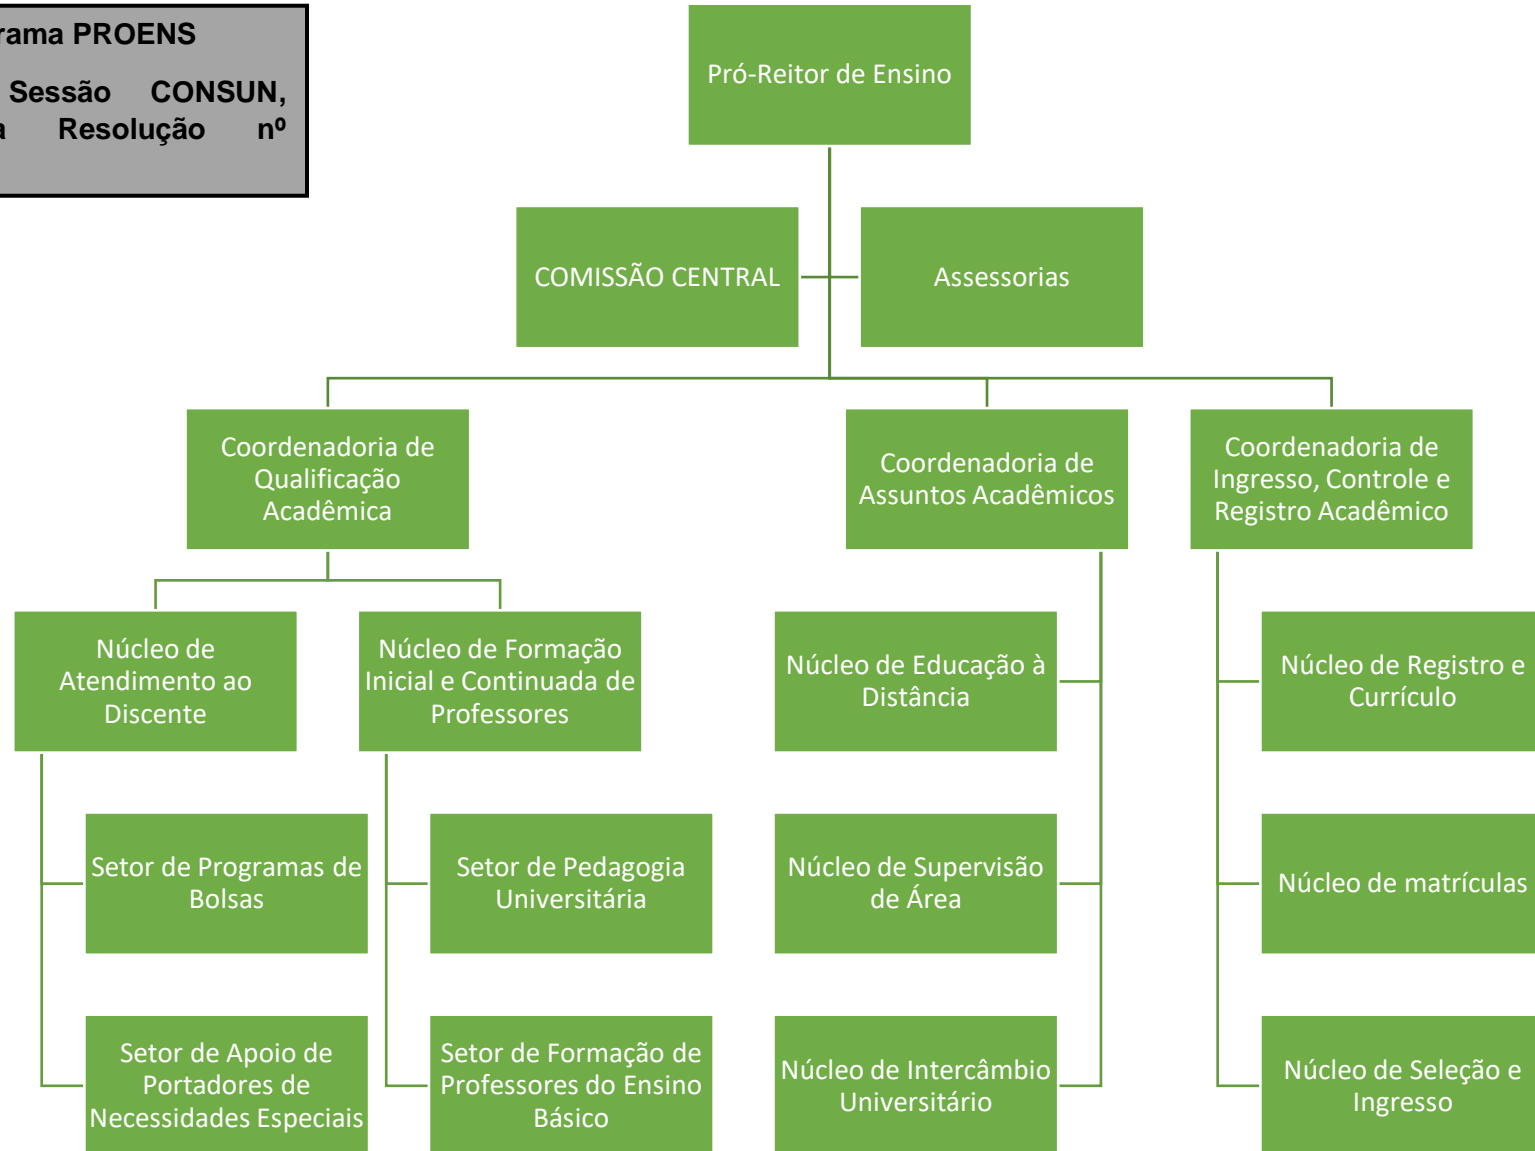 rama PROENS
Sessão CONSUN,
a Resolução nº
Pró-Reitor de Ensino
COMISSÃO CENTRAL
Assessorias
Coordenadoria de
Qualificação
Acadêmica
Coordenadoria de
Assuntos Acadêmicos
Coordenadoria de
Ingresso, Controle e
Registro Acadêmico
Núcleo de
Atendimento ao
Discente
Núcleo de Formação
Inicial e Continuada de
Professores
Núcleo de Educação à
Distância
Núcleo de Registro e
Currículo
Setor de Programas de
Bolsas
Setor de Pedagogia
Universitária
Núcleo de Supervisão
de Área
Núcleo de matrículas
Setor de Apoio de
Portadores de
Necessidades Especiais
Setor de Formação de
Professores do Ensino
Básico
Núcleo de Intercâmbio
Universitário
Núcleo de Seleção e
Ingresso